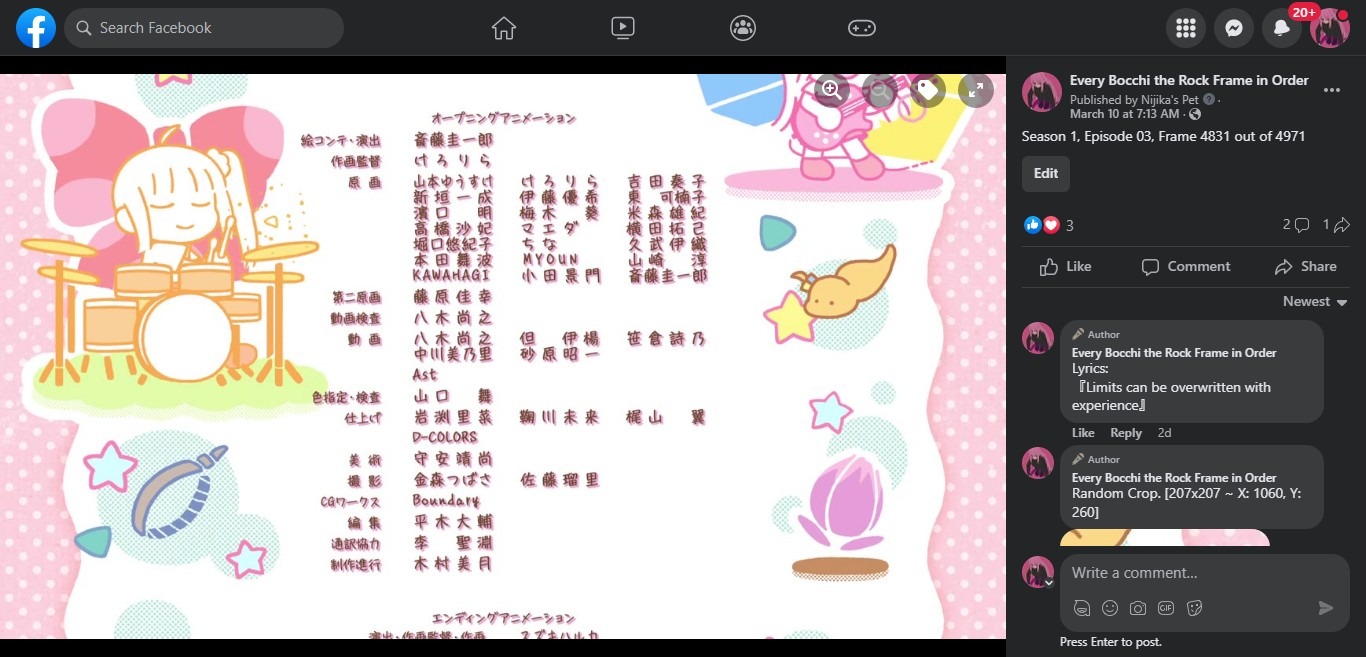 Search Facebook
20+
オープニングアニメーション
絵コンテ・演出 斎藤圭一郎
作画監督 けろりら
原画 山本ゆうすけ けろりら 吉田奏子
新垣一成 伊藤優希 東 可楠子
濱口 明 梅木 葵 米森雄紀
高橋沙妃 マエダ 横田拓己
堀口悠紀子 ちな 久武伊織
本田舞波 MYOUN 山崎 淳
KAWAHAGI 小田景門 斎藤圭一郎
第二原画 藤原佳幸
動画検査 八木尚之
動画 八木尚之 但 伊楊 笹倉詩乃
中川美乃里 砂原昭一
Ast
色指定・検査 山口 舞
仕上げ 岩渕里菜 鞠川未来 梶山 翼
D-COLORS
美術 守安靖尚
撮影 金森つばさ 佐藤瑠里
CGワークス Boundary
編集 平木大輔
通訳協力 李 聖淵
制作進行 木村美月
エンディングアニメーション
演出・作画監督・作画 スズキハルカ
Every Bocchi the Rock Frame in Order
Published by Nijika's Pet ·
March 10 at 7:13 AM ·
Season 1, Episode 03, Frame 4831 out of 4971
Edit
3 2 1
Like Comment Share
Newest
Author
Every Bocchi the Rock Frame in Order
Lyrics:
『Limits can be overwritten with
experience』
Like Reply 2d
Author
Every Bocchi the Rock Frame in Order
Random Crop. [207x207 ~ X: 1060, Y:
260]
Write a comment...
GIF
Press Enter to post.